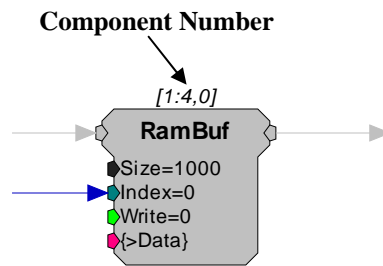 Component Number
[1:4,0]
RamBuf
Size=1000
Index=0
Write=0
{>Data}